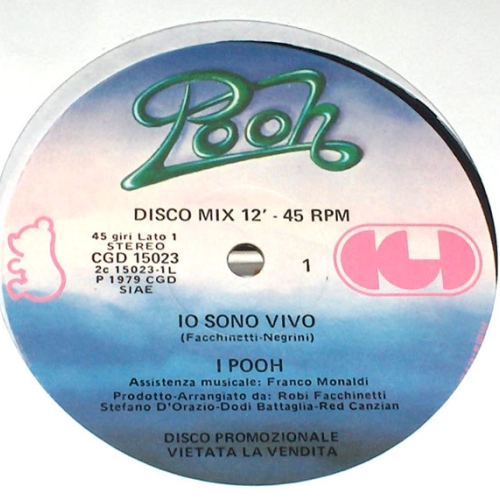 Pooh
DISCO MIX 12' - 45 RPM
45 giri Lato 1
STEREO
CGD 15023
2c 15023-1L
P 1979 CGD
SIAE
1
IO SONO VIVO
(Facchinetti-Negrini)
I POOH
Assistenza musicale: Franco Monaldi
Prodotto-Arrangiato da: Robi Facchinetti
Stefano D'Orazio-Dodi Battaglia-Red Canzian
DISCO PROMOZIONALE
VIETATA LA VENDITA